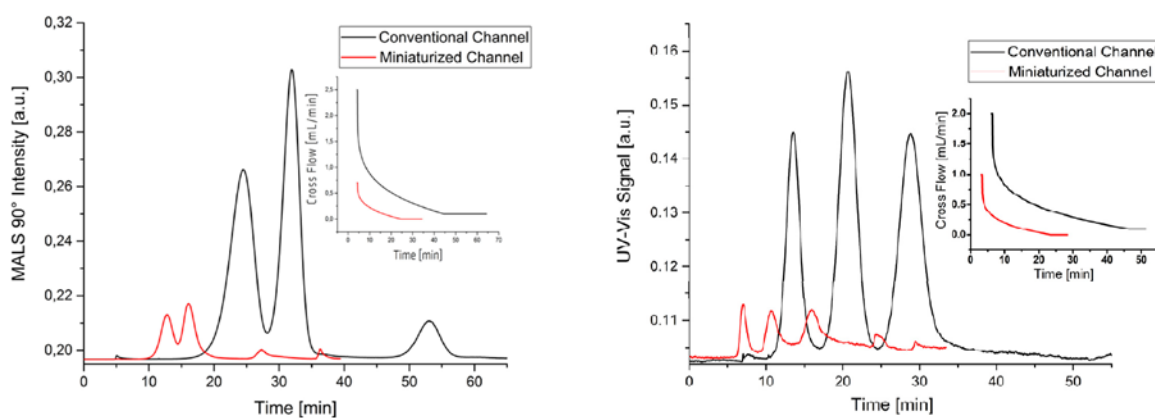 0,32
0,30
0,28
0,26
0,24
0,22
0,20
MALS 90° Intensity [a.u.]
0 10 20 30 40 50 60
Time [min]
Conventional Channel
Miniaturized Channel
2,5
2,0
1,5
1,0
0,5
0,0
Cross Flow [mL/min]
0 10 20 30 40 50 60 70
Time [min]
0.16
0.15
0.14
0.13
0.12
0.11
UV-Vis Signal [a.u.]
0 10 20 30 40 50
Time [min]
Conventional Channel
Miniaturized Channel
2.0
1.5
1.0
0.5
0.0
Cross Flow [mL/min]
0 10 20 30 40 50
Time [min]